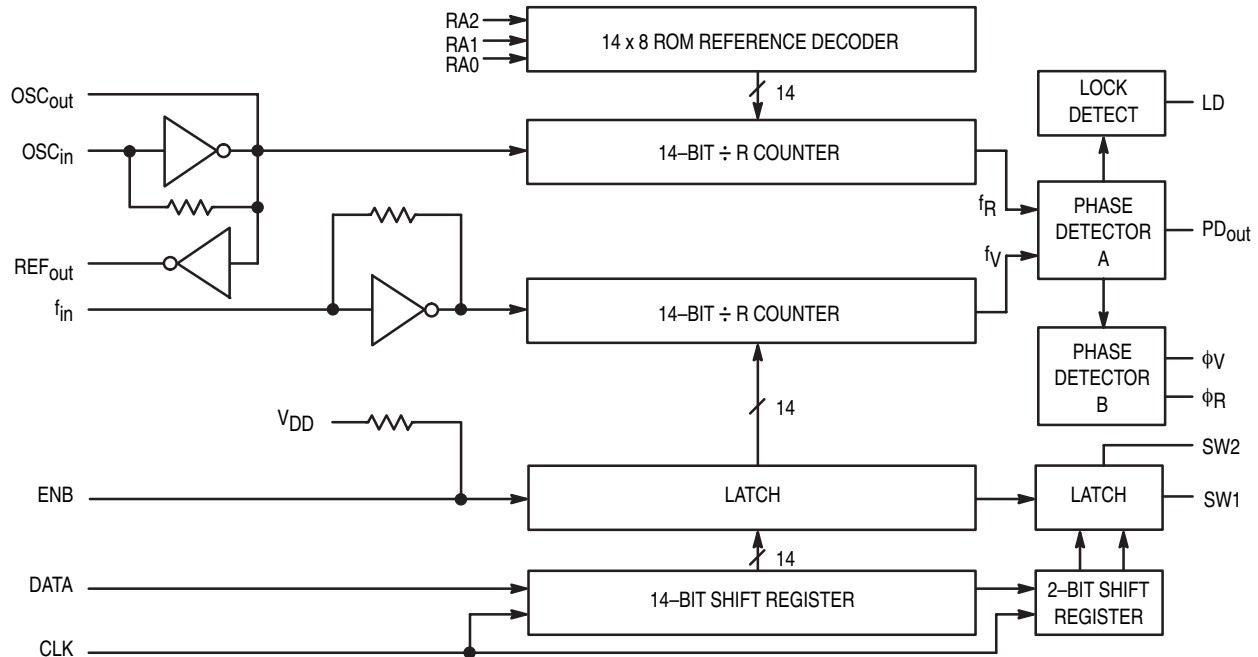 RA2
RA1
RA0
14 x 8 ROM REFERENCE DECODER
14
OSCout
OSCin
REFout
fin
14–BIT ÷ R COUNTER
fR
fV
14–BIT ÷ R COUNTER
LOCK
DETECT
LD
PHASE
DETECTOR
A
PDout
PHASE
DETECTOR
B
ϕV
ϕR
14
VDD
ENB
LATCH
LATCH
SW2
SW1
14
DATA
CLK
14–BIT SHIFT REGISTER
2–BIT SHIFT
REGISTER